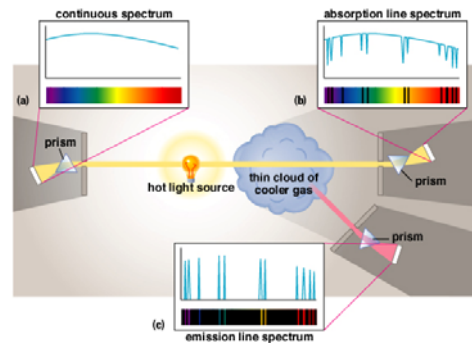 continuous spectrum
absorption line spectrum
(a)
(b)
prism
hot light source
thin cloud of
cooler gas
prism
prism
(c)
emission line spectrum